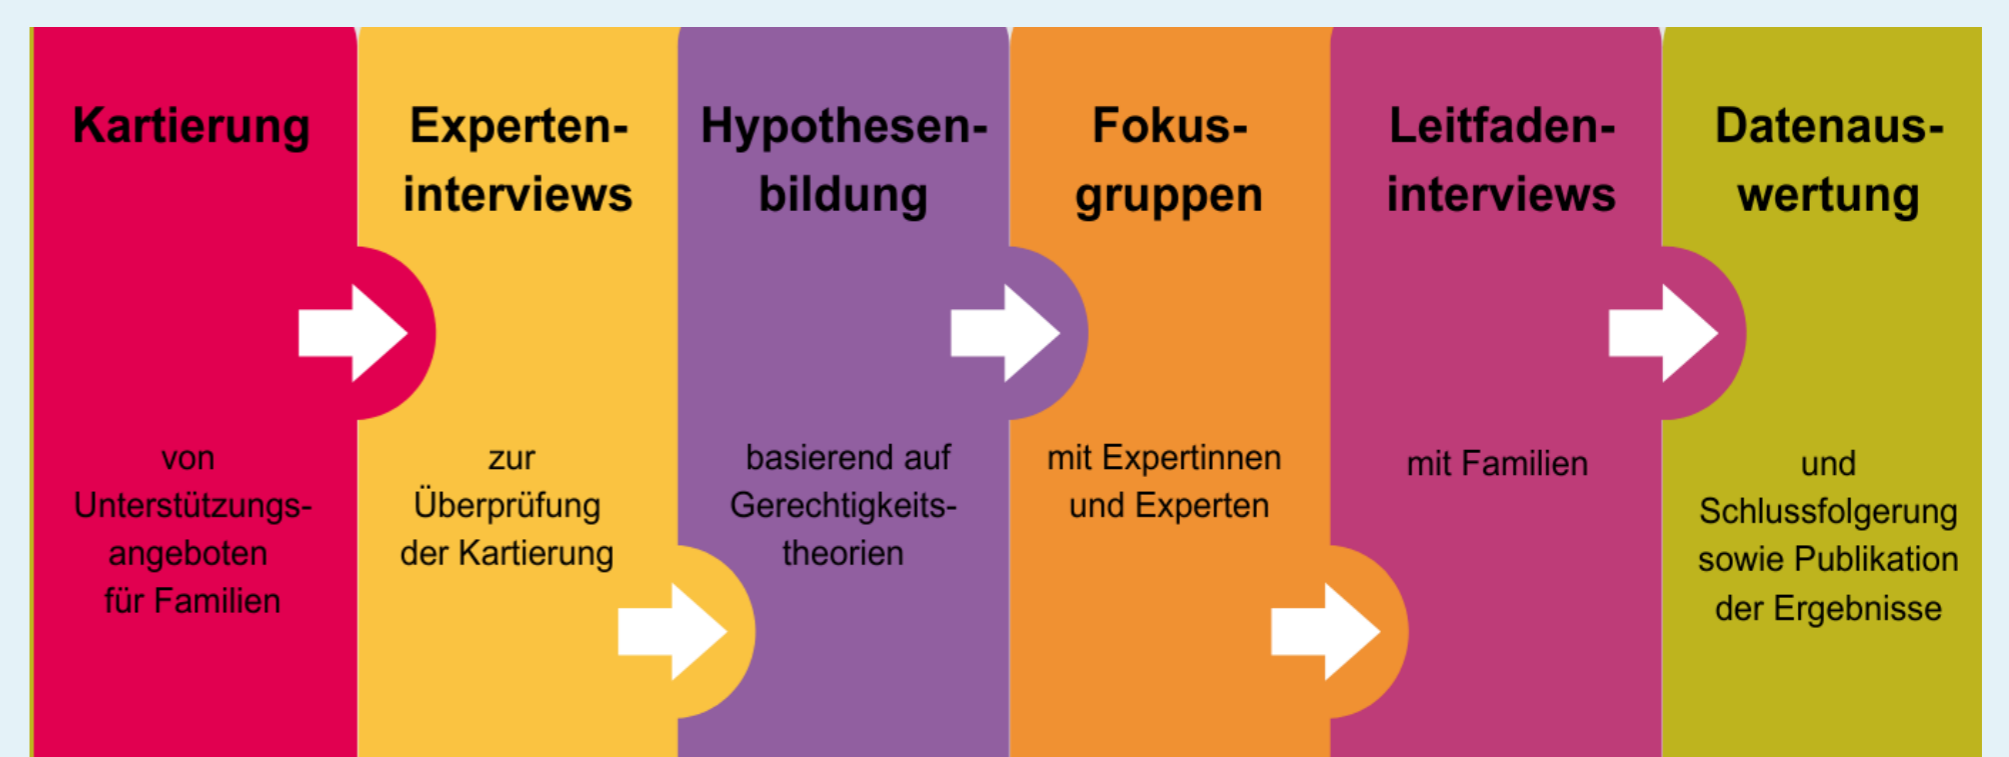 Kartierung
von
Unterstützungs-
angeboten
für Familien
Experten-
interviews
zur
Überprüfung
der Kartierung
Hypothesen-
bildung
basierend auf
Gerechtigkeits-
theorien
Fokus-
gruppen
mit Expertinnen
und Experten
Leitfaden-
interviews
mit Familien
Datenaus-
wertung
und
Schlussfolgerung
sowie Publikation
der Ergebnisse